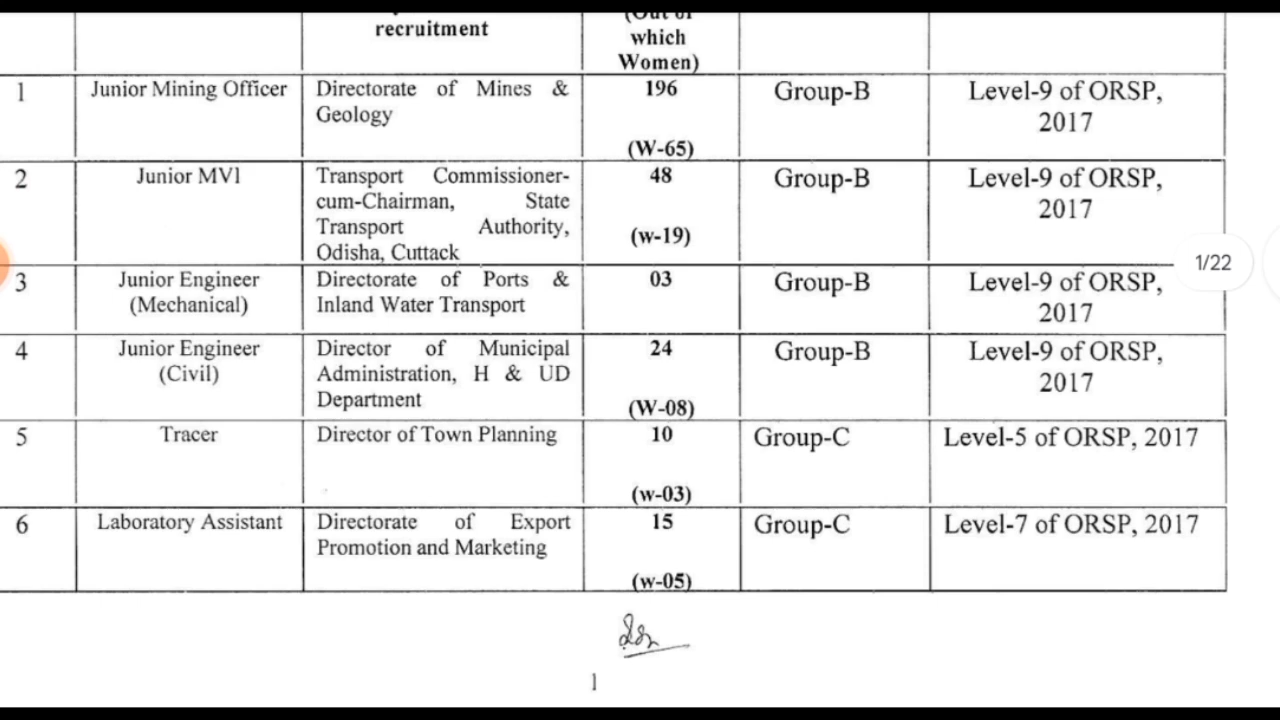 recruitment
(Out of
which
Women)
1
Junior Mining Officer
Directorate of Mines &
Geology
196
(W-65)
Group-B
Level-9 of ORSP,
2017
2
Junior MVI
Transport Commissioner-
cum-Chairman, State
Transport Authority,
Odisha, Cuttack
48
(w-19)
Group-B
Level-9 of ORSP,
2017
3
Junior Engineer
(Mechanical)
Directorate of Ports &
Inland Water Transport
03
Group-B
Level-9 of ORSP,
2017
1/22
4
Junior Engineer
(Civil)
Director of Municipal
Administration, H & UD
Department
24
(W-08)
Group-B
Level-9 of ORSP,
2017
5
Tracer
Director of Town Planning
10
(w-03)
Group-C
Level-5 of ORSP, 2017
6
Laboratory Assistant
Directorate of Export
Promotion and Marketing
15
(w-05)
Group-C
Level-7 of ORSP, 2017
1